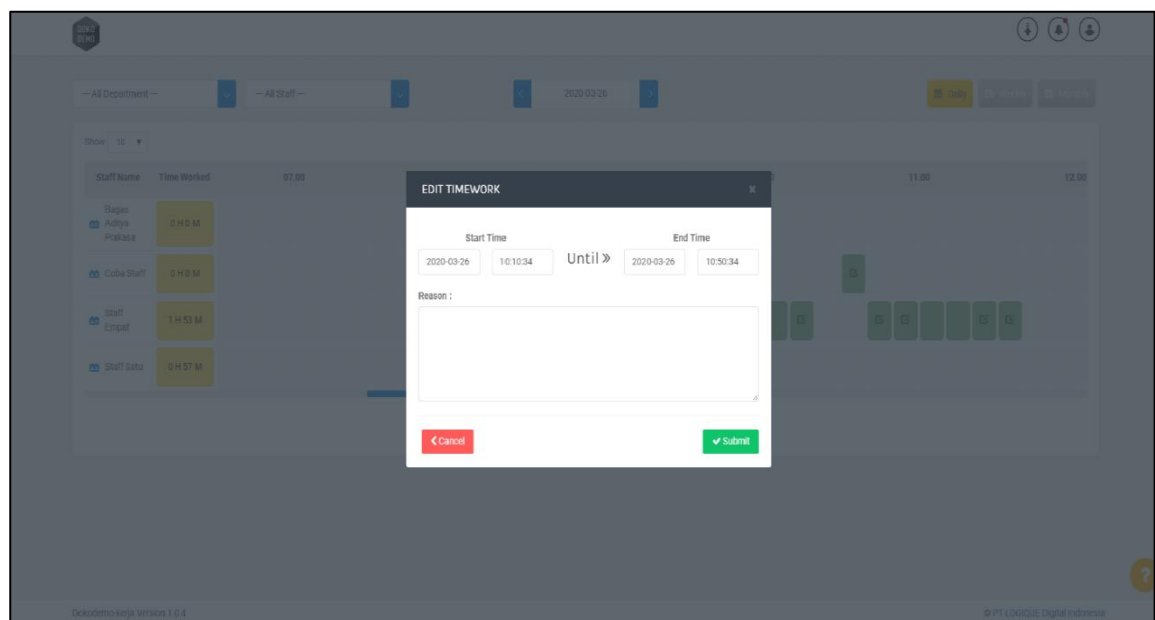 DOKO
DEMO
-- All Department --
-- All Staff --
2020-03-26
Daily
Show 10
Staff Name Time Worked 07.00 11.00 12.00
EDIT TIMEWORK
Start Time End Time
2020-03-26 10:10:34 Until » 2020-03-26 10:50:34
Reason :
Cancel Submit
Bagas
Aditya
Prakasa
0 H 0 M
Coba Staff 0 H 0 M
Staff
Empat
1 H 53 M
Staff Satu 0 H 57 M
?
Dokodemo-kerja Version 1.0.4 © PT LOGIQUE Digital Indonesia